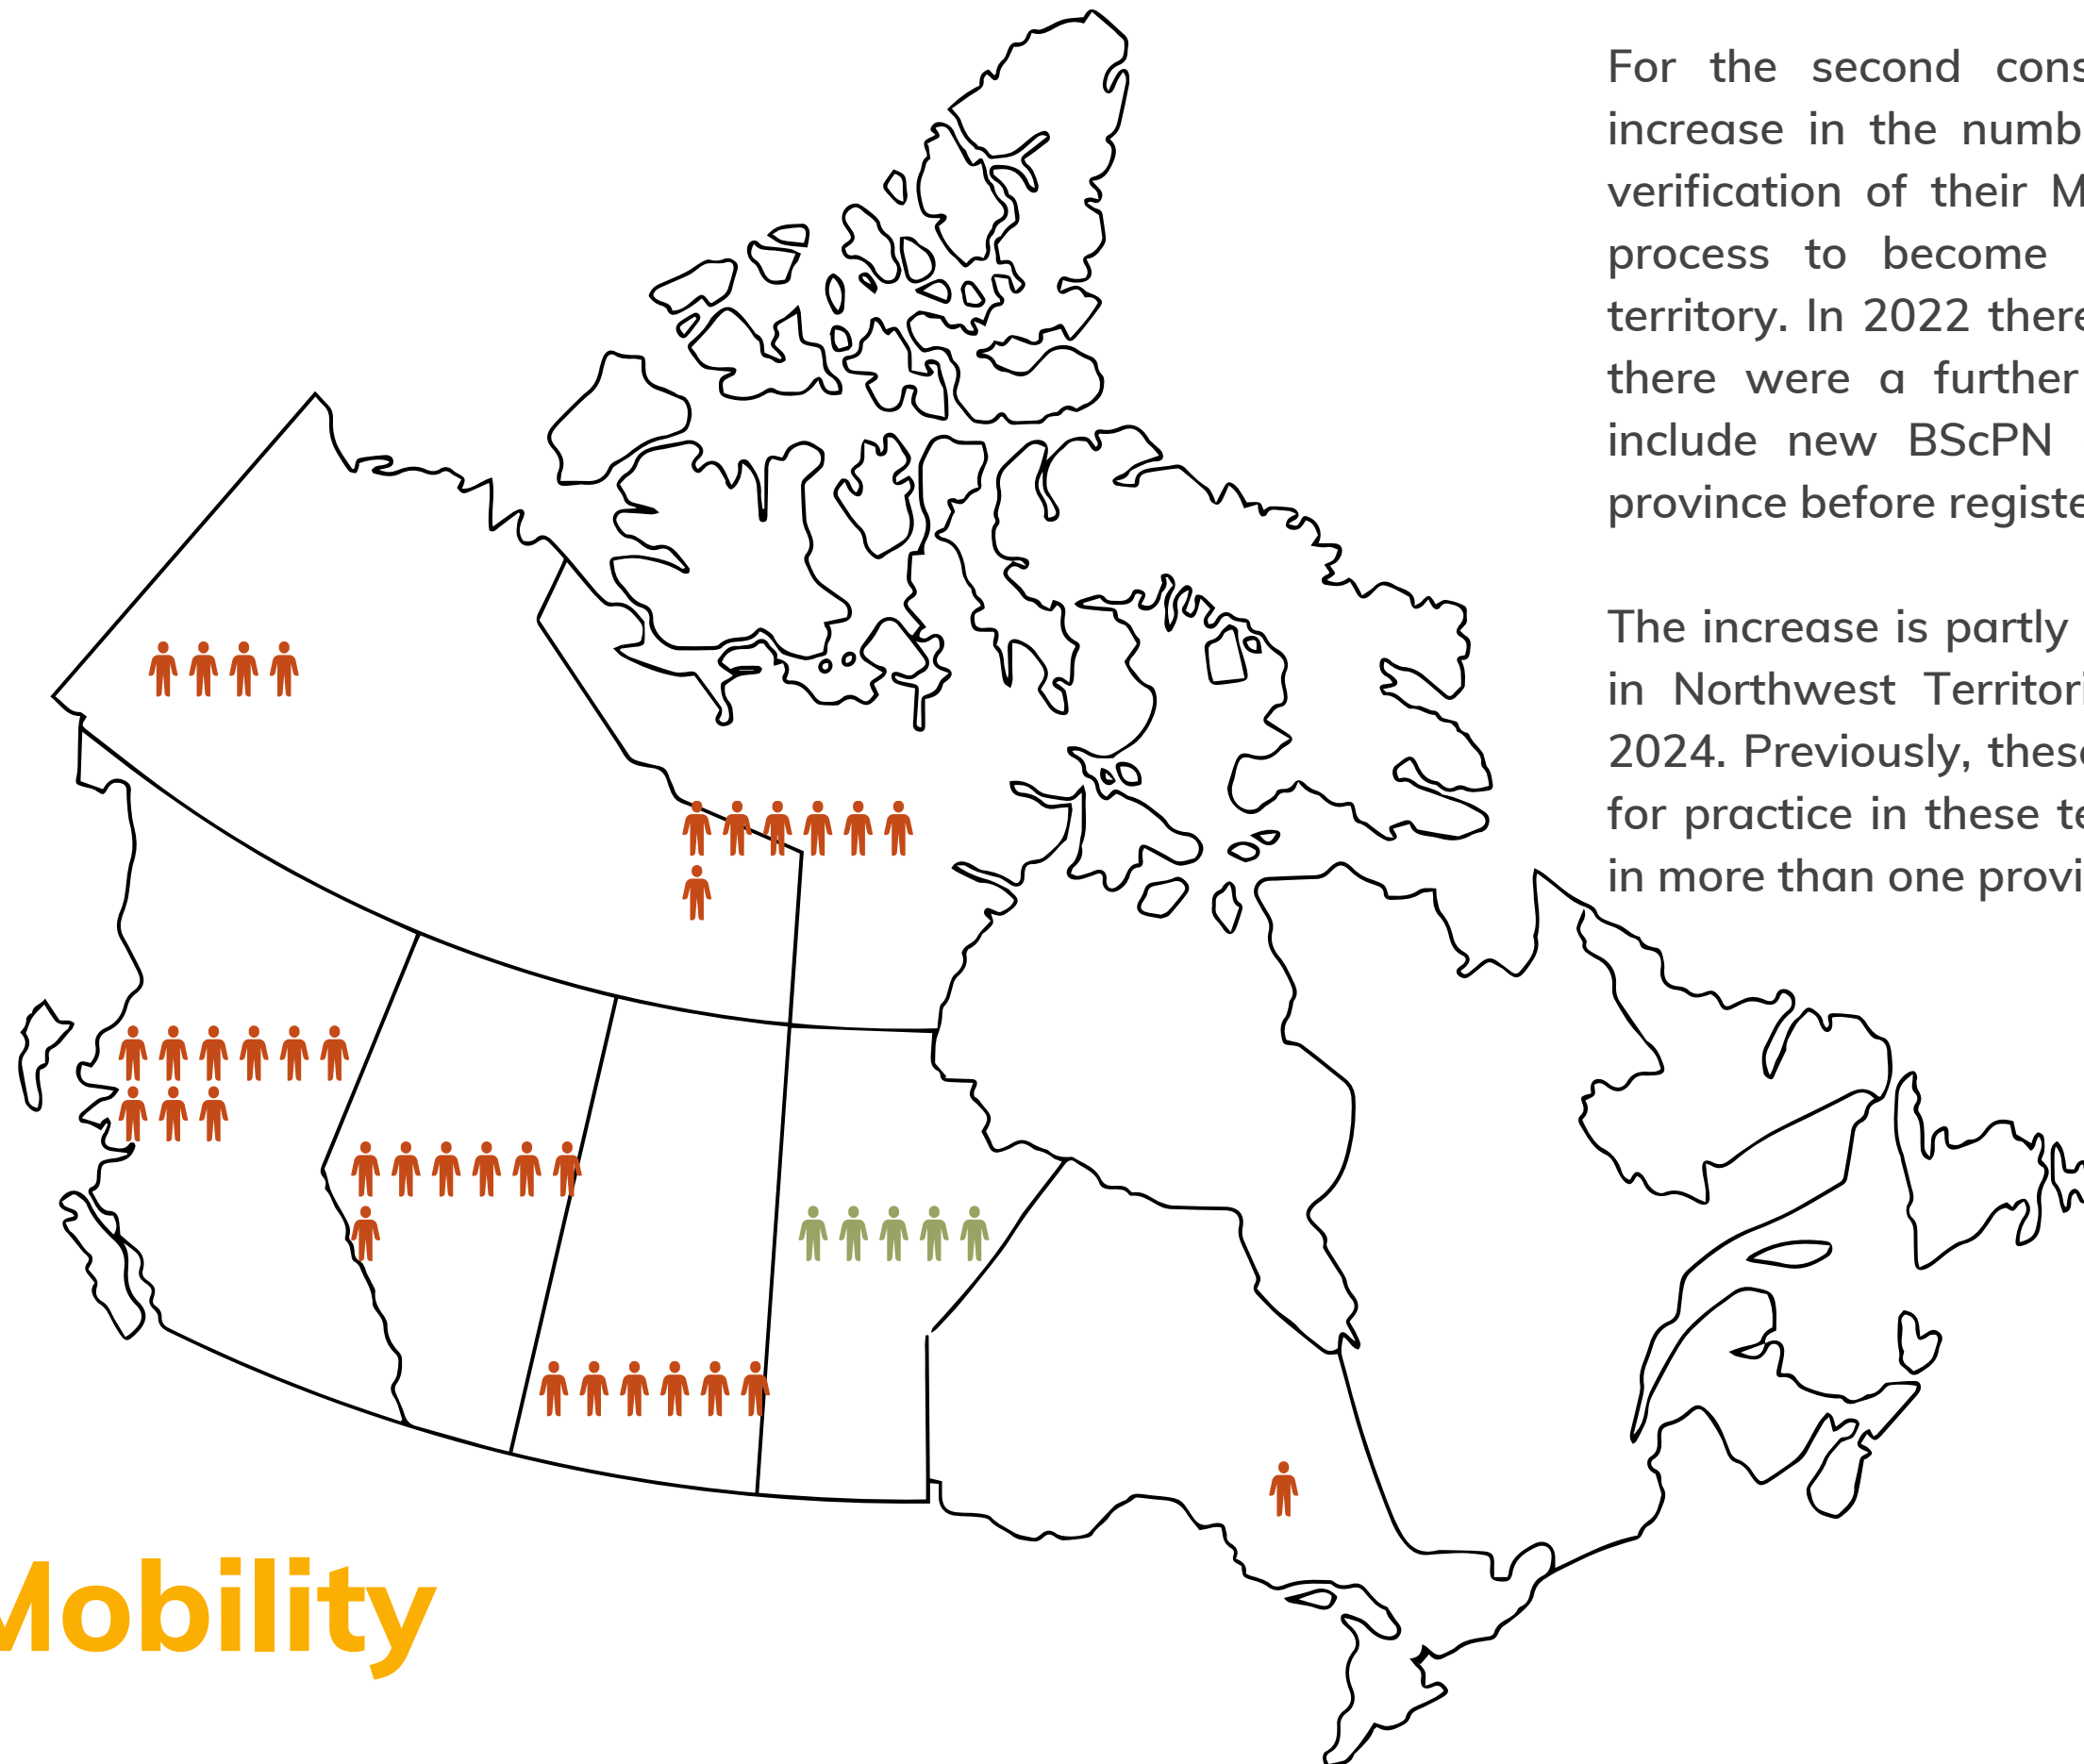 For the second cons
increase in the numb
verification of their M
process to become
territory. In 2022 there
there were a further
include new BScPN
province before registe
The increase is partly
in Northwest Territori
2024. Previously, these
for practice in these te
in more than one provi
Mobility